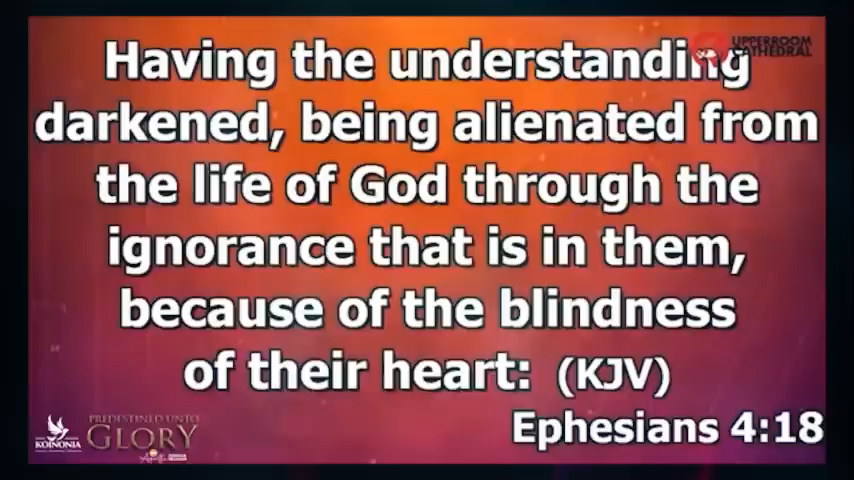 UPPERROOM
CATHEDRAL
Having the understanding
darkened, being alienated from
the life of God through the
ignorance that is in them,
because of the blindness
of their heart: (KJV)
Ephesians 4:18
KOINONIA
PREDESTINED UNTO
GLORY